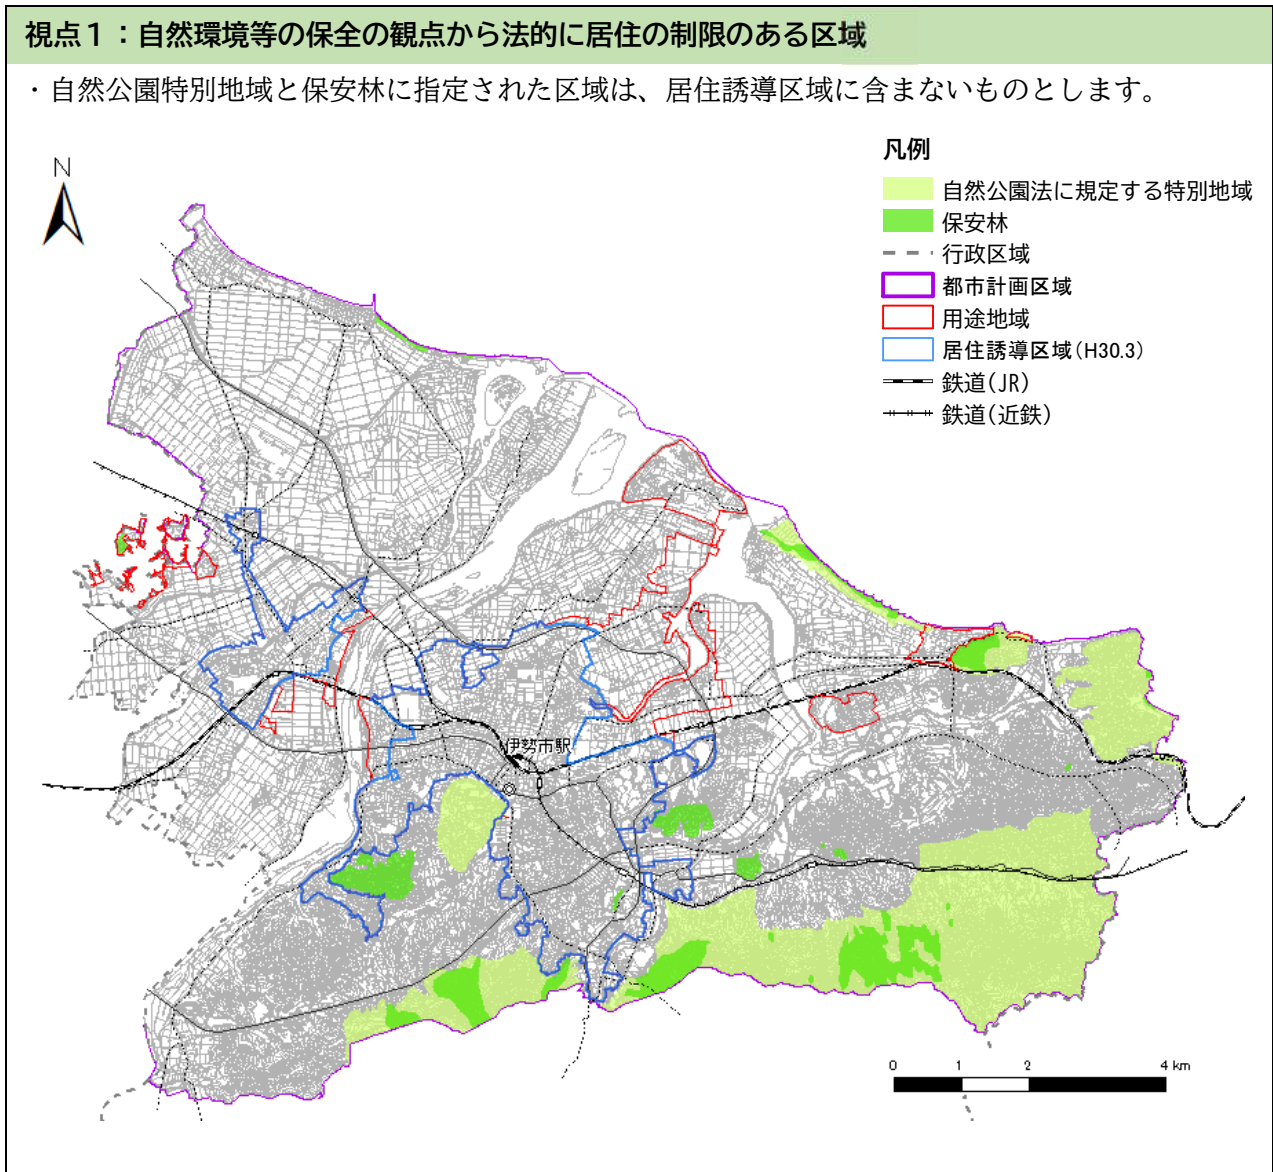 視点１：自然環境等の保全の観点から法的に居住の制限のある区域
・自然公園特別地域と保安林に指定された区域は、居住誘導区域に含まないものとします。
N
凡例
自然公園法に規定する特別地域
保安林
行政区域
都市計画区域
用途地域
居住誘導区域(H30.3)
鉄道(JR)
鉄道(近鉄)
伊勢市駅
0 1 2 4 km